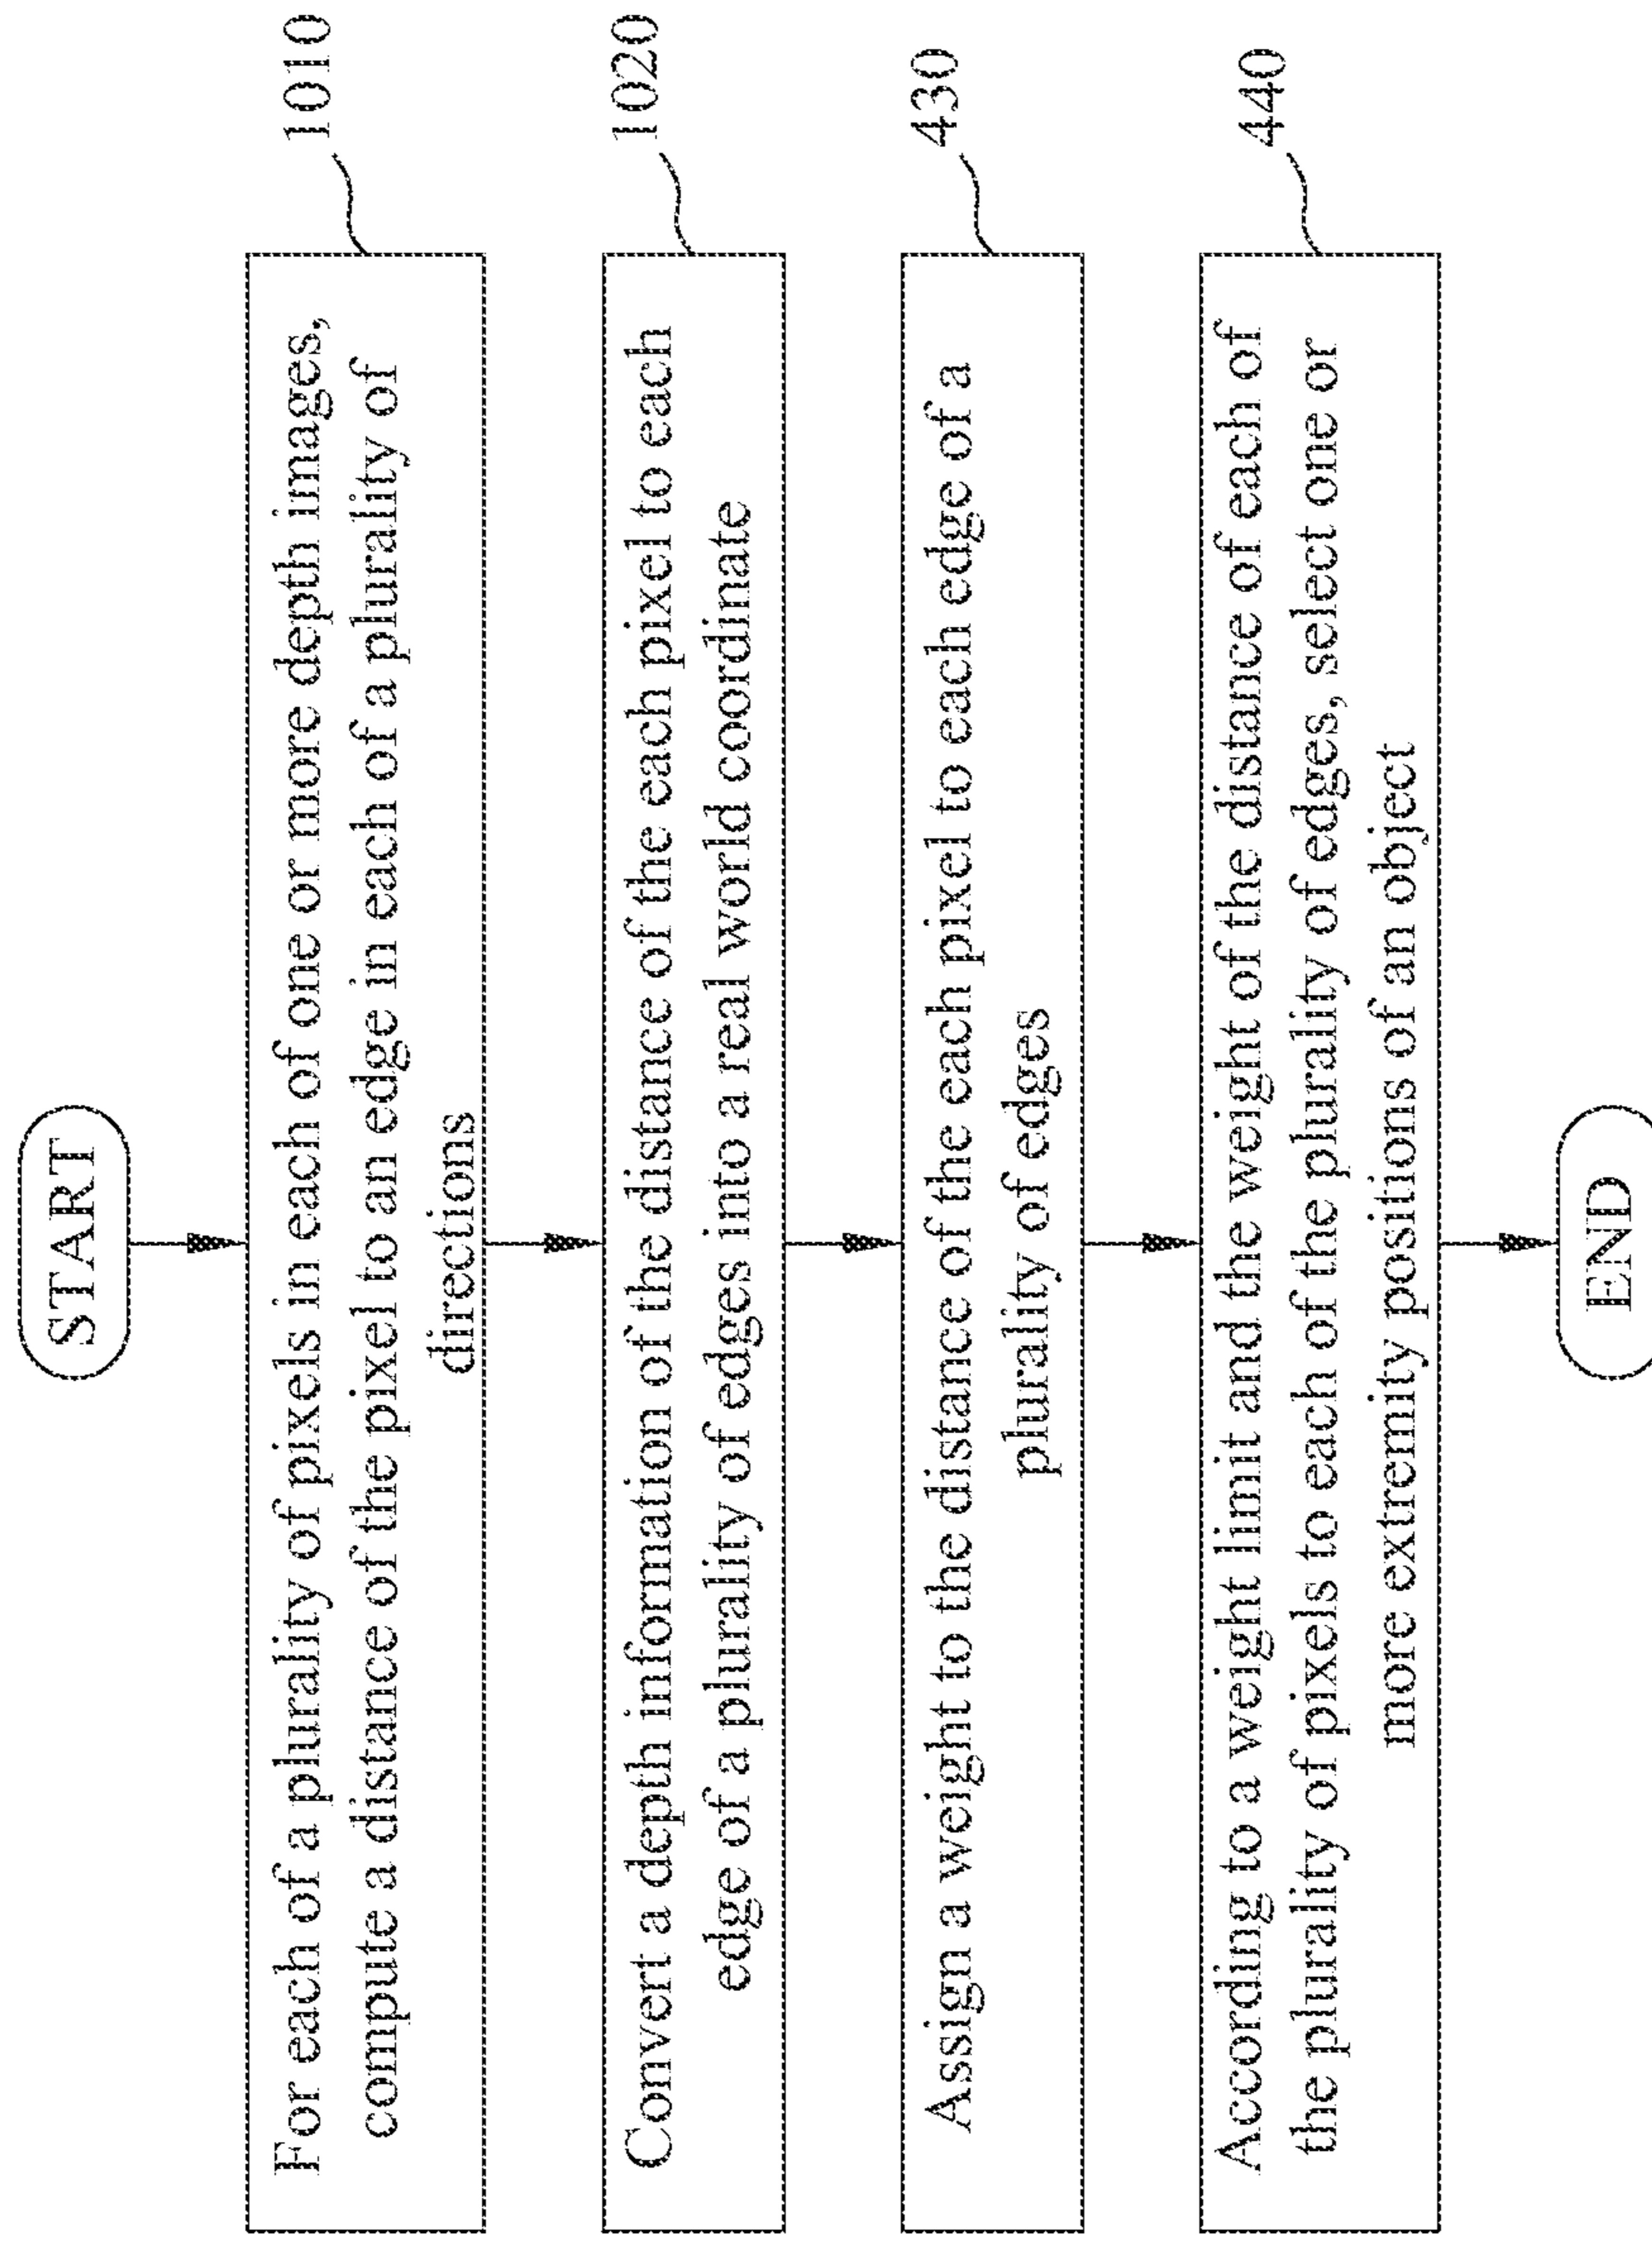 START
For each of a plurality of pixels in each of one or more depth images,
compute a distance of the pixel to an edge in each of a plurality of
directions
1010
Convert a depth information of the distance of the each pixel to each
edge of a plurality of edges into a real world coordinate
1020
Assign a weight to the distance of the each pixel to each edge of a
plurality of edges
430
According to a weight limit and the weight of the distance of each of
the plurality of pixels to each of the plurality of edges, select one or
more extremity positions of an object
440
END